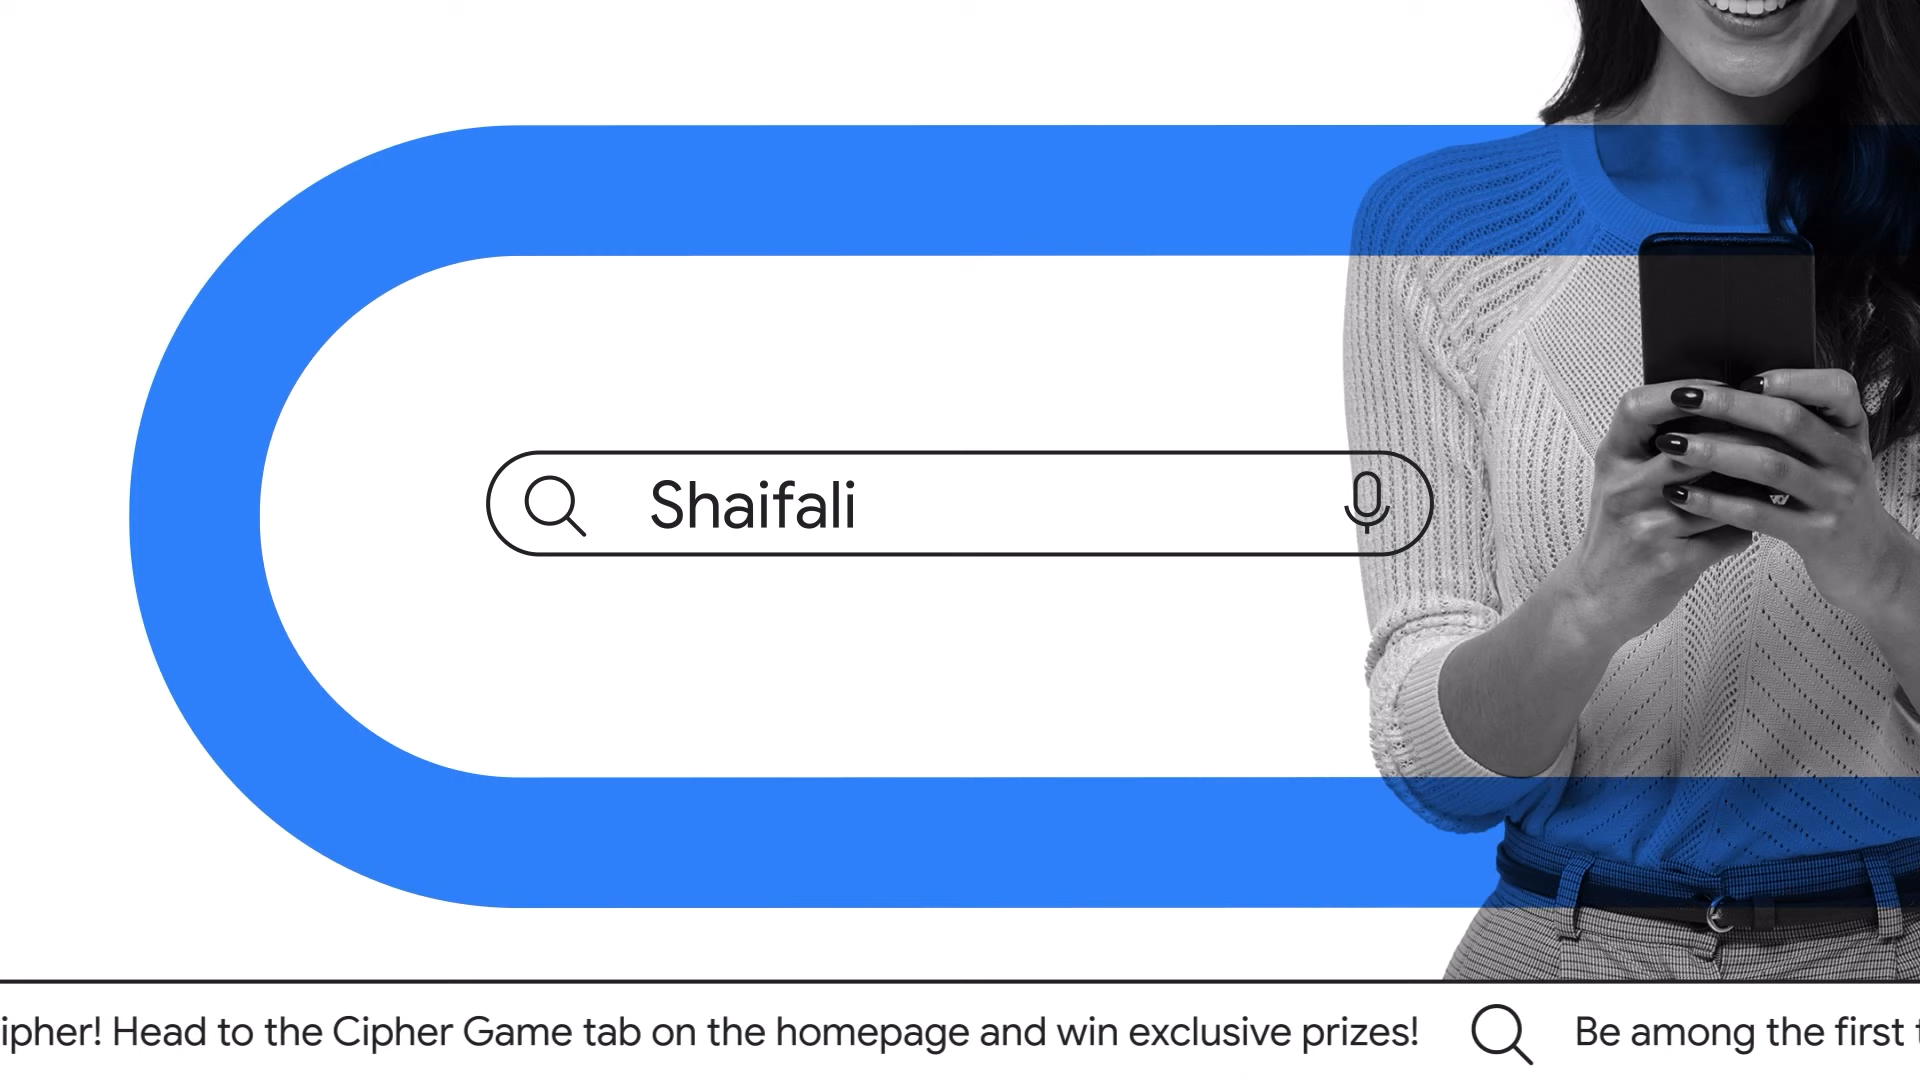 Shaifali
ipher! Head to the Cipher Game tab on the homepage and win exclusive prizes!
Be among the first